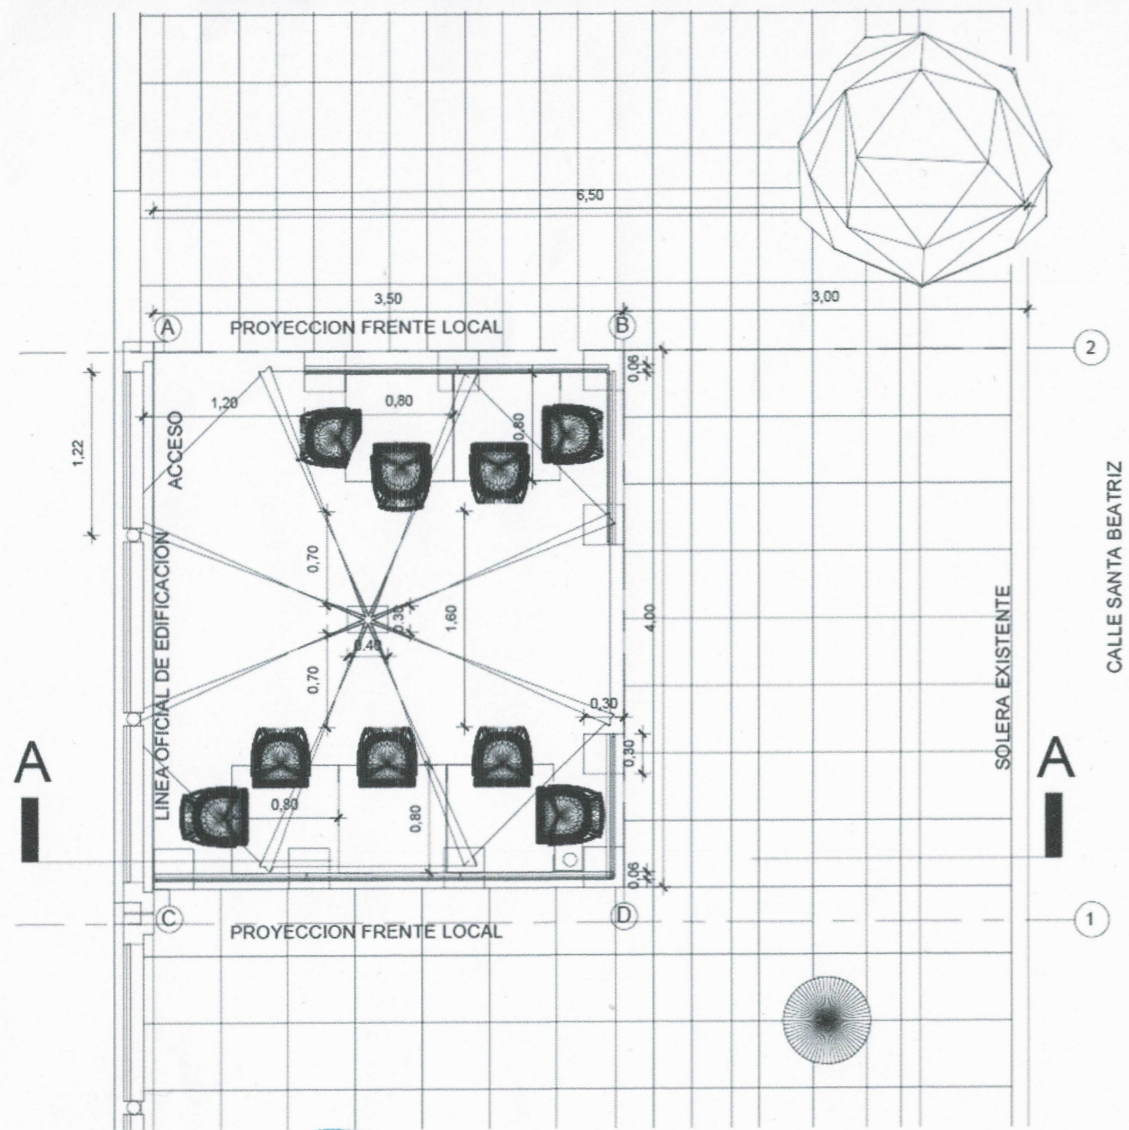 6,50
3,50
3,00
A
PROYECCION FRENTE LOCAL
B
2
0,06
1,20
0,80
0,80
ACCESO
1,22
CALLE SANTA BEATRIZ
0,70
0,30
1,60
4,00
LINEA OFICIAL DE EDIFICACION
SOLERA EXISTENTE
0,40
0,70
0,30
0,30
A
A
0,80
0,80
0,06
C
D
1
PROYECCION FRENTE LOCAL